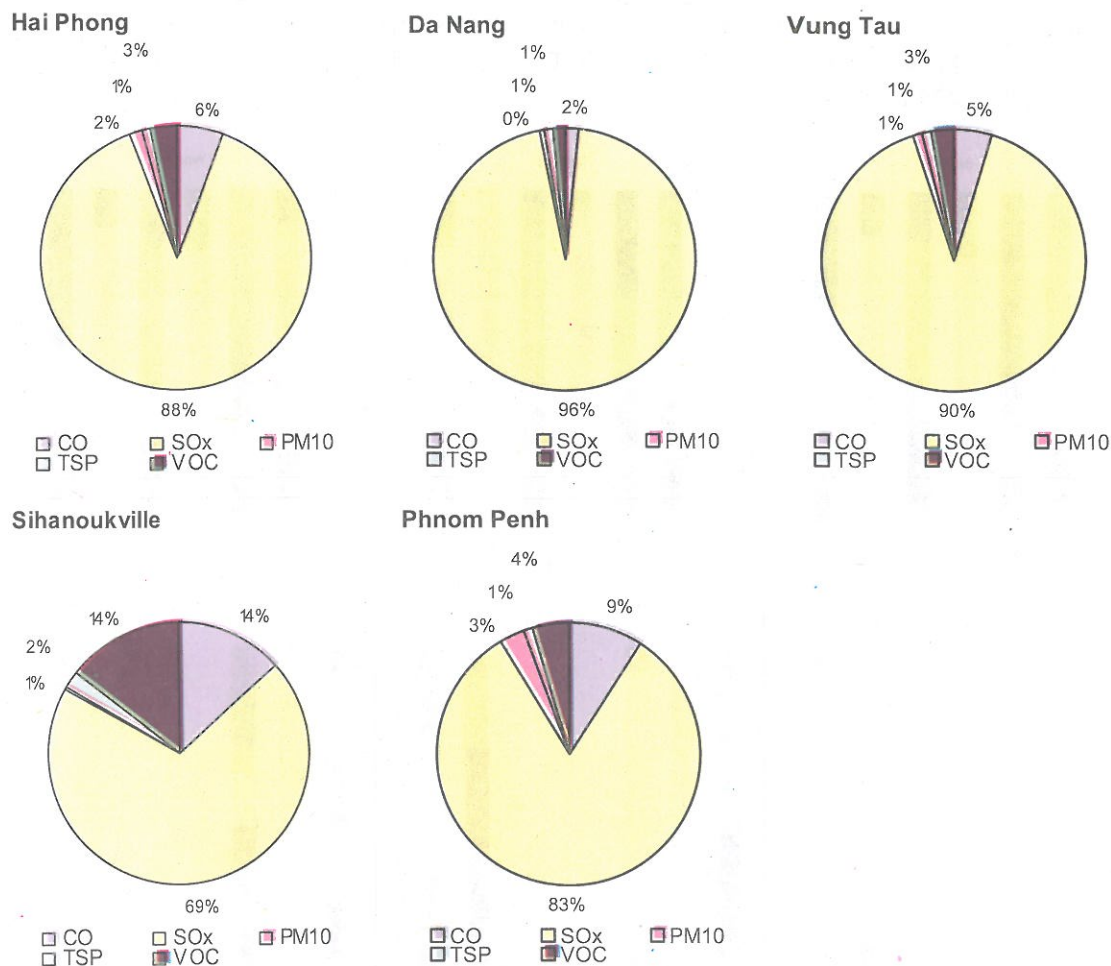 Hai Phong
3%
1%
2%
6%
88%
CO SOx PM10
TSP VOC
Da Nang
1%
1%
0%
2%
96%
CO SOx PM10
TSP VOC
Vung Tau
3%
1%
1%
5%
90%
CO SOx PM10
TSP VOC
Sihanoukville
14%
14%
2%
1%
69%
CO SOx PM10
TSP VOC
Phnom Penh
4%
1%
3%
9%
83%
CO SOx PM10
TSP VOC